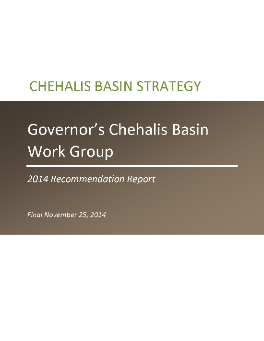 CHEHALIS BASIN STRATEGY
Governor's Chehalis Basin
Work Group
2014 Recommendation Report
Final November 25, 2014